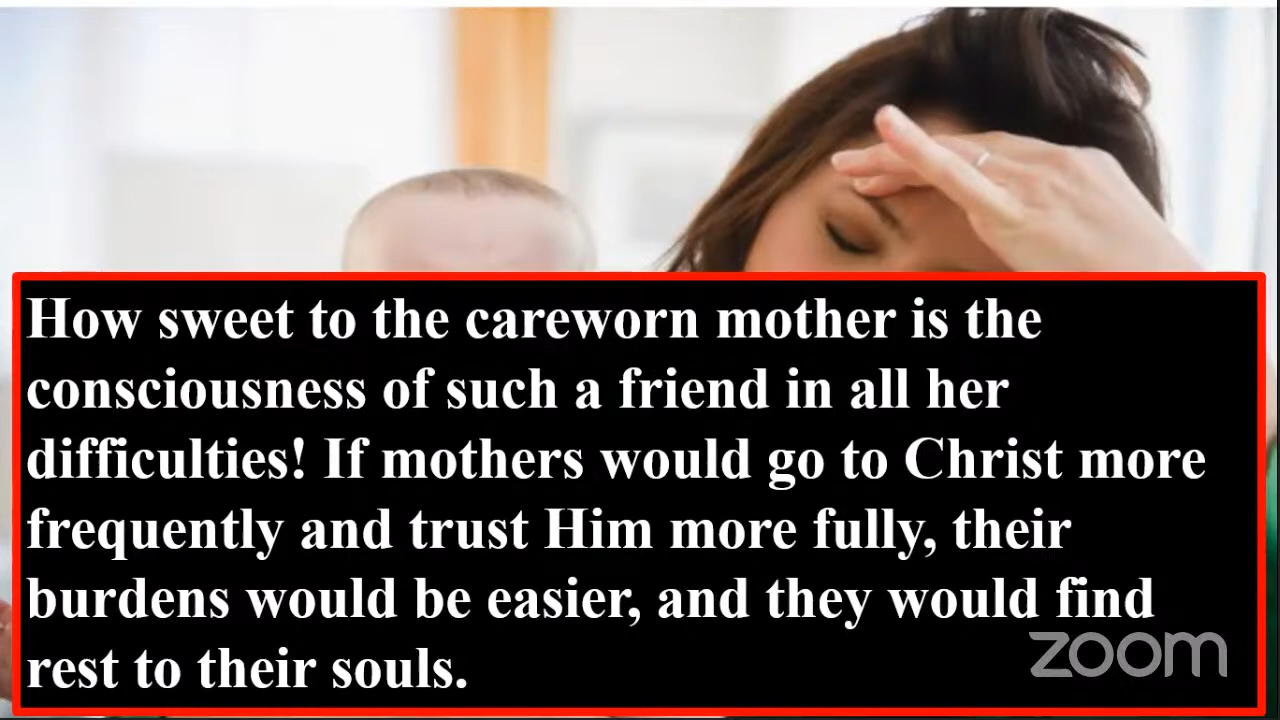 How sweet to the careworn mother is the
consciousness of such a friend in all her
difficulties! If mothers would go to Christ more
frequently and trust Him more fully, their
burdens would be easier, and they would find
rest to their souls.
zoom